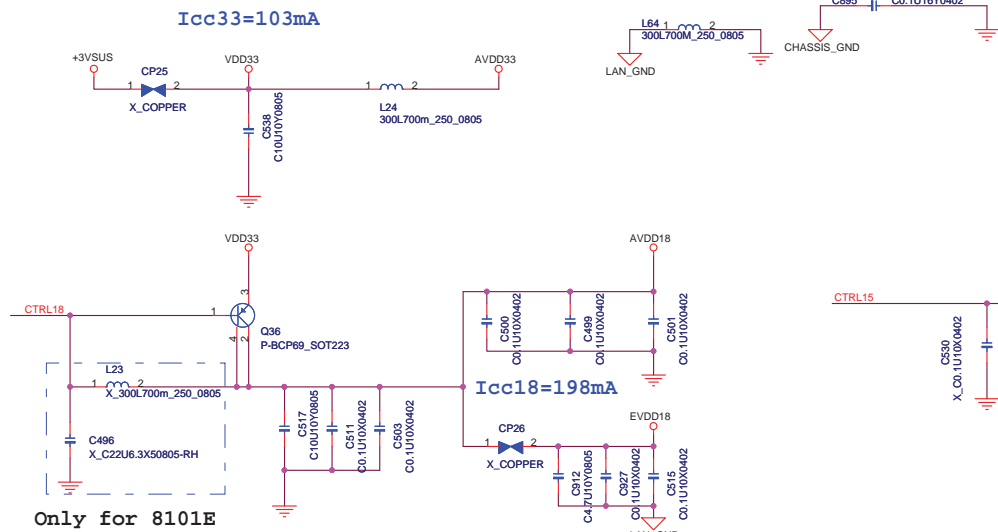 Icc33=103mA
+3VSUS
CP25
1
2
X_COPPER
VDD33
C538
C10U10Y0805
1
2
L24
300L700m_250_0805
AVDD33
L64
1
2
300L700M_250_0805
LAN_GND
C895
C0.1U16Y0402
CHASSIS_GND
CTRL18
VDD33
1
3
4
2
Q36
P-BCP69_SOT223
L23
1
2
X_300L700m_250_0805
C496
X_C22U6.3X50805-RH
Only for 8101E
C517
C10U10Y0805
C511
C0.1U10X0402
C503
C0.1U10X0402
AVDD18
C500
C0.1U10X0402
C499
C0.1U10X0402
C501
C0.1U10X0402
Icc18=198mA
CP26
1
2
X_COPPER
EVDD18
C912
C4.7U10Y0805
C927
C0.1U10X0402
C515
C0.1U10X0402
CTRL15
C530
X_C0.1U10X0402